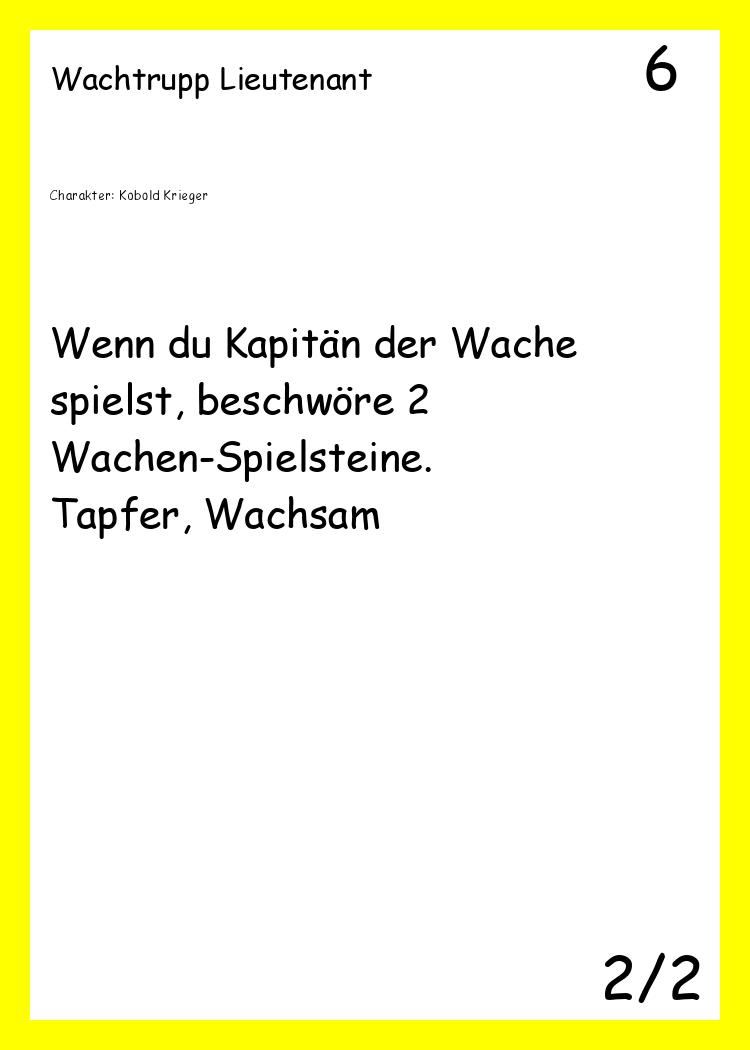 Wachtrupp Lieutenant
6
Charakter: Kobold Krieger
Wenn du Kapitän der Wache
spielst, beschwöre 2
Wachen-Spielsteine.
Tapfer, Wachsam
2/2